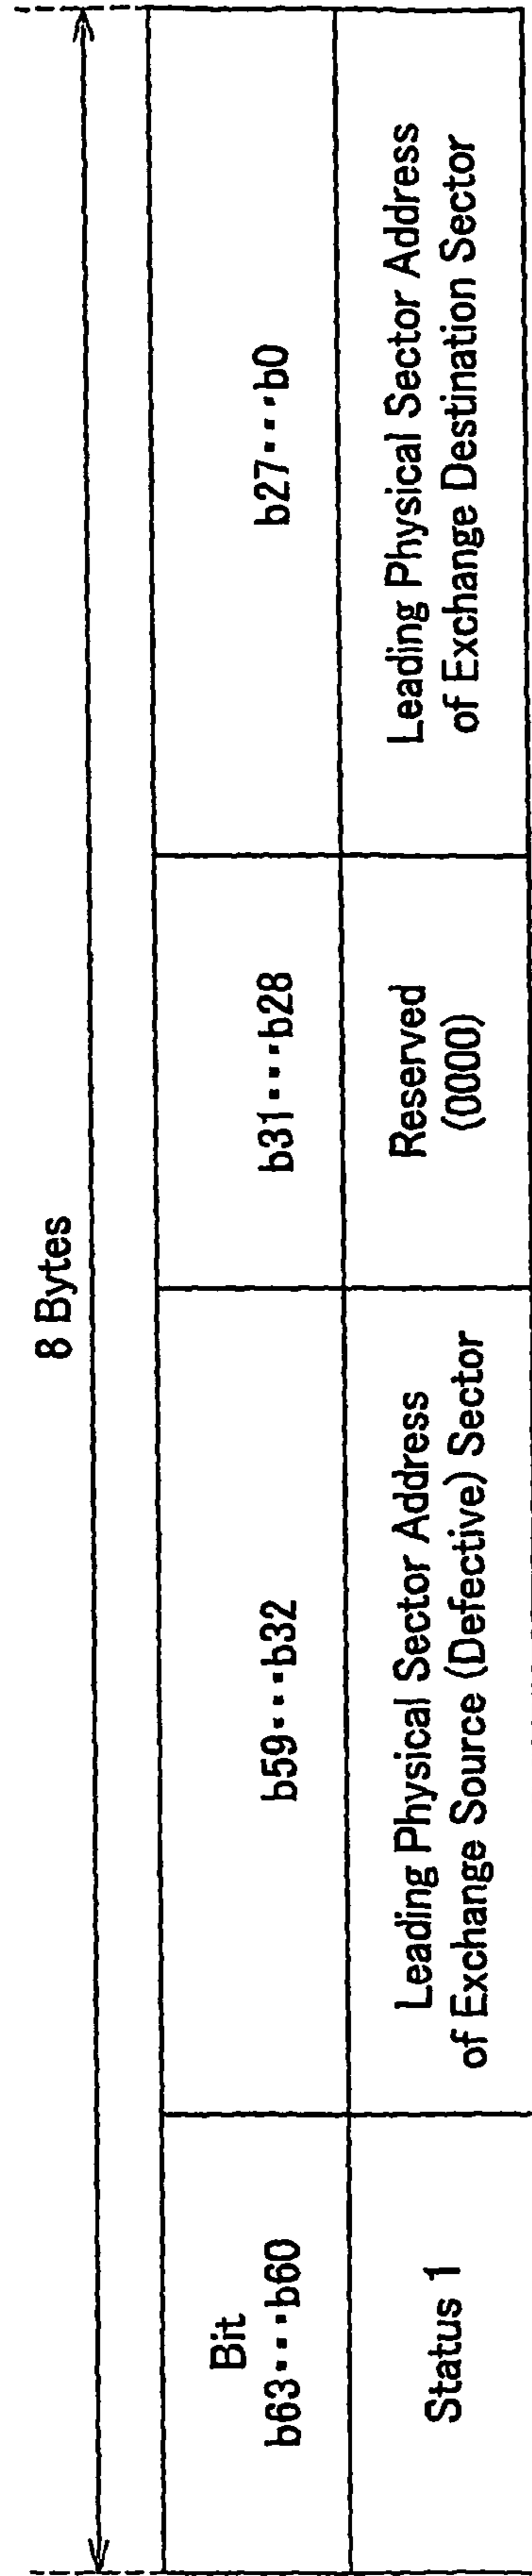 8 Bytes
Bit
b63···b60
b59···b32
b31···b28
b27···b0
Status 1
Leading Physical Sector Address
of Exchange Source (Defective) Sector
Reserved
(0000)
Leading Physical Sector Address
of Exchange Destination Sector